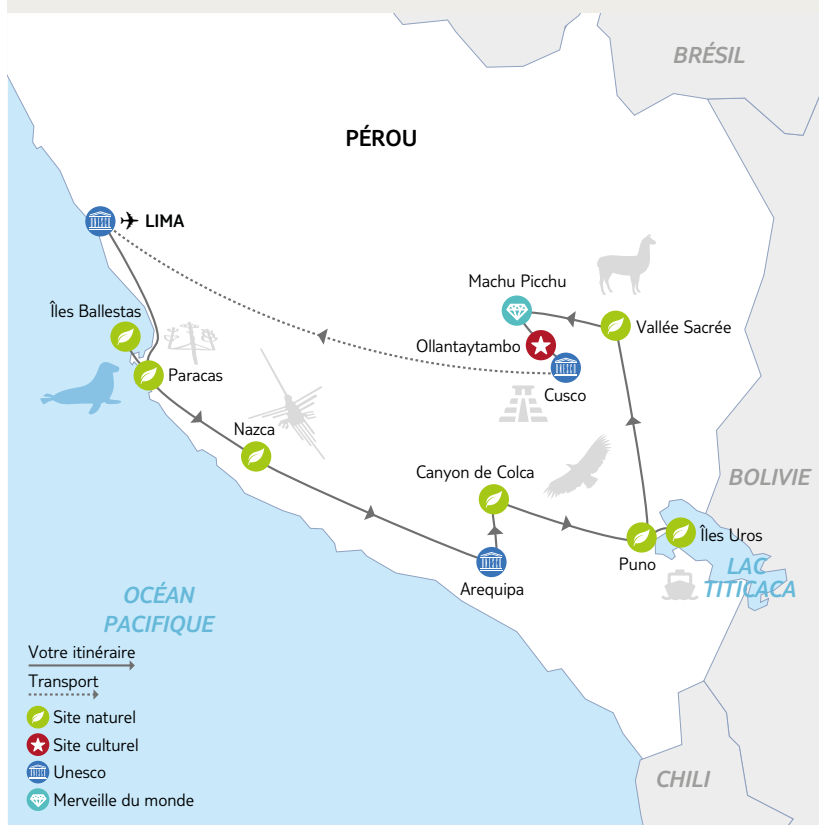 BRÉSIL
PÉROU
LIMA
Machu Picchu
Îles Ballestas
Vallée Sacrée
Ollantaytambo
Paracas
Cusco
Nazca
Canyon de Colca
BOLIVIE
Îles Uros
Puno
LAC
TITICACA
Arequipa
OCÉAN
PACIFIQUE
Votre itinéraire
Transport
Site naturel
Site culturel
Unesco
Merveille du monde
CHILI